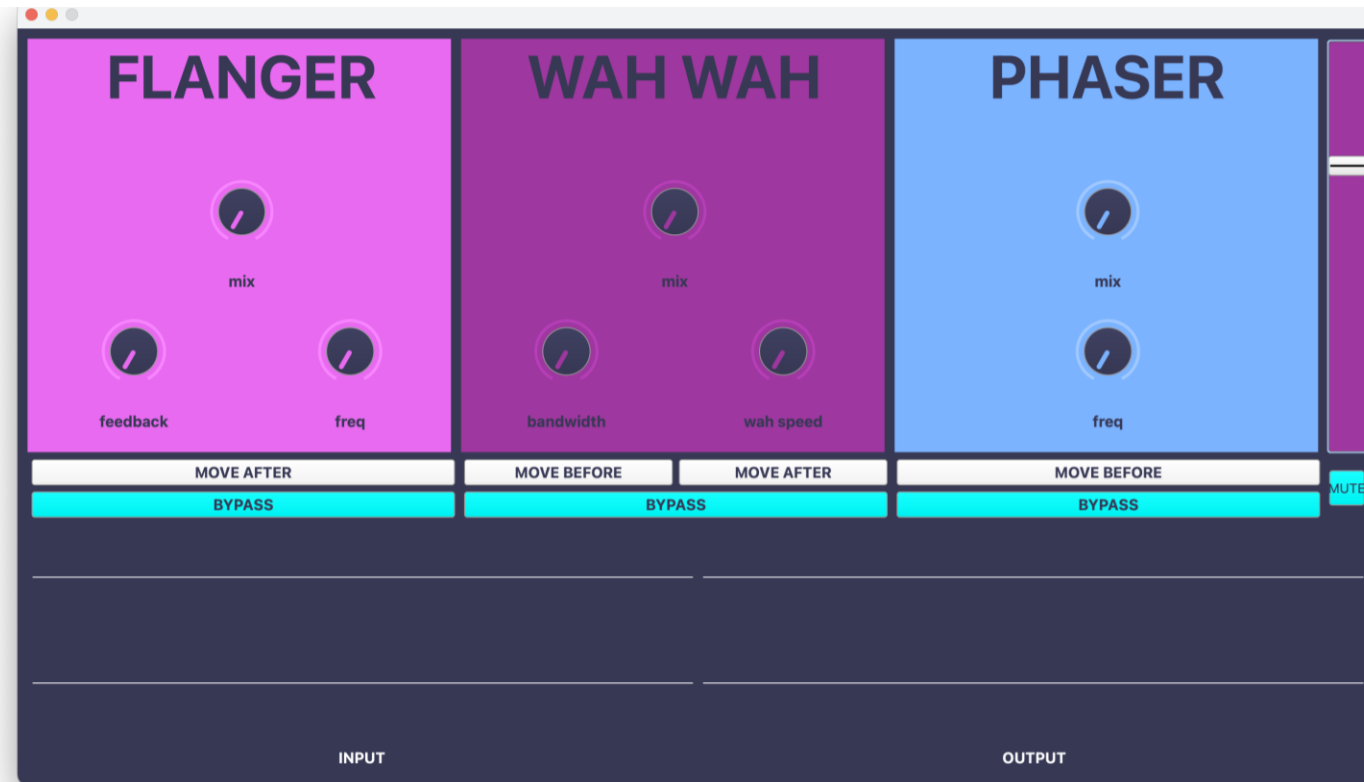 FLANGER
WAH WAH
PHASER
mix
mix
mix
feedback
freq
bandwidth
wah speed
freq
MOVE AFTER
MOVE BEFORE
MOVE AFTER
MOVE BEFORE
BYPASS
BYPASS
BYPASS
MUTE
INPUT
OUTPUT